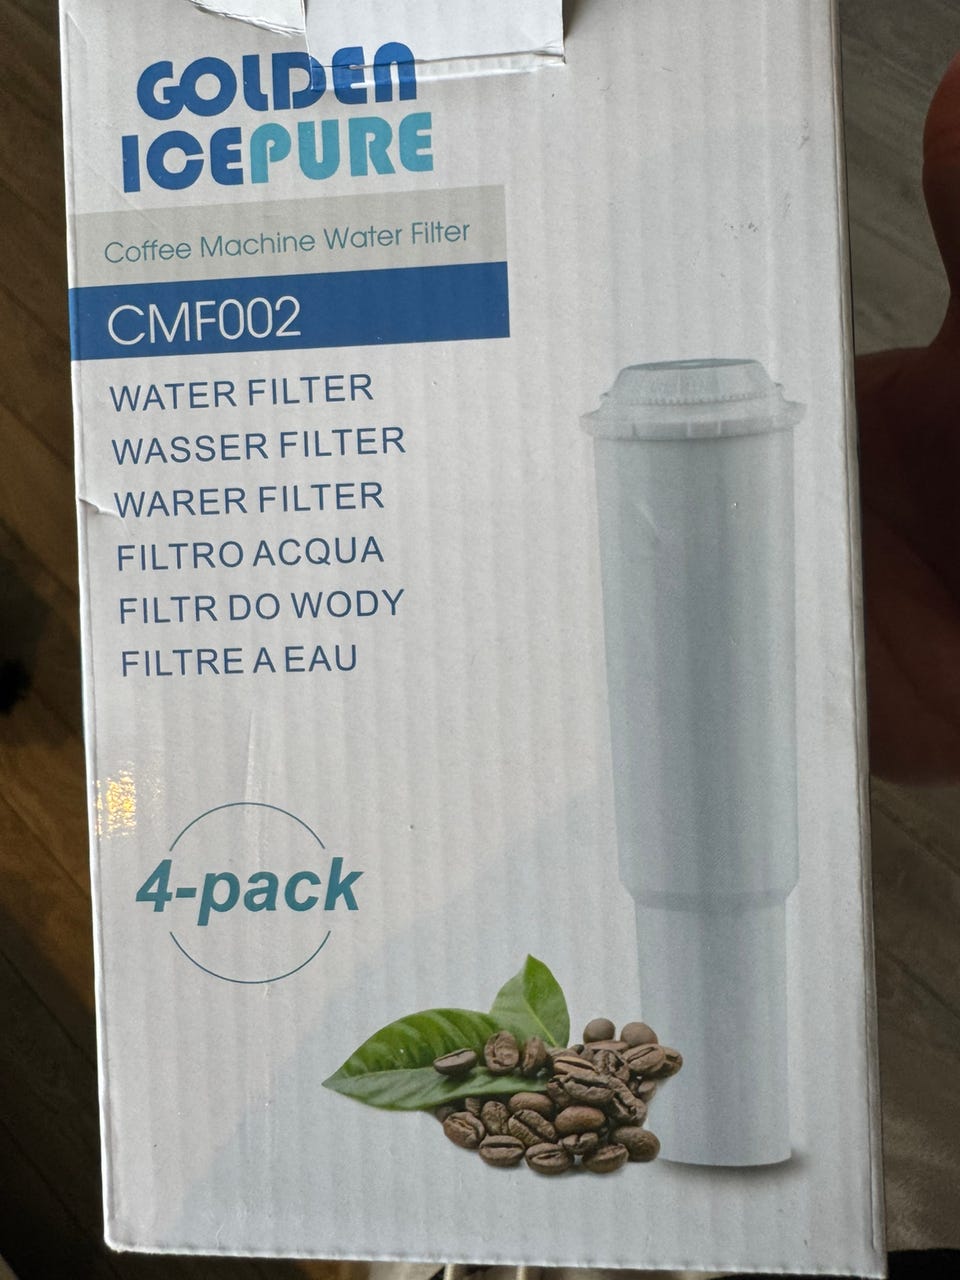 GOLDEN
ICEPURE
Coffee Machine Water Filter
CMF002
WATER FILTER
WASSER FILTER
WARER FILTER
FILTRO ACQUA
FILTR DO WODY
FILTRE A EAU
4-pack